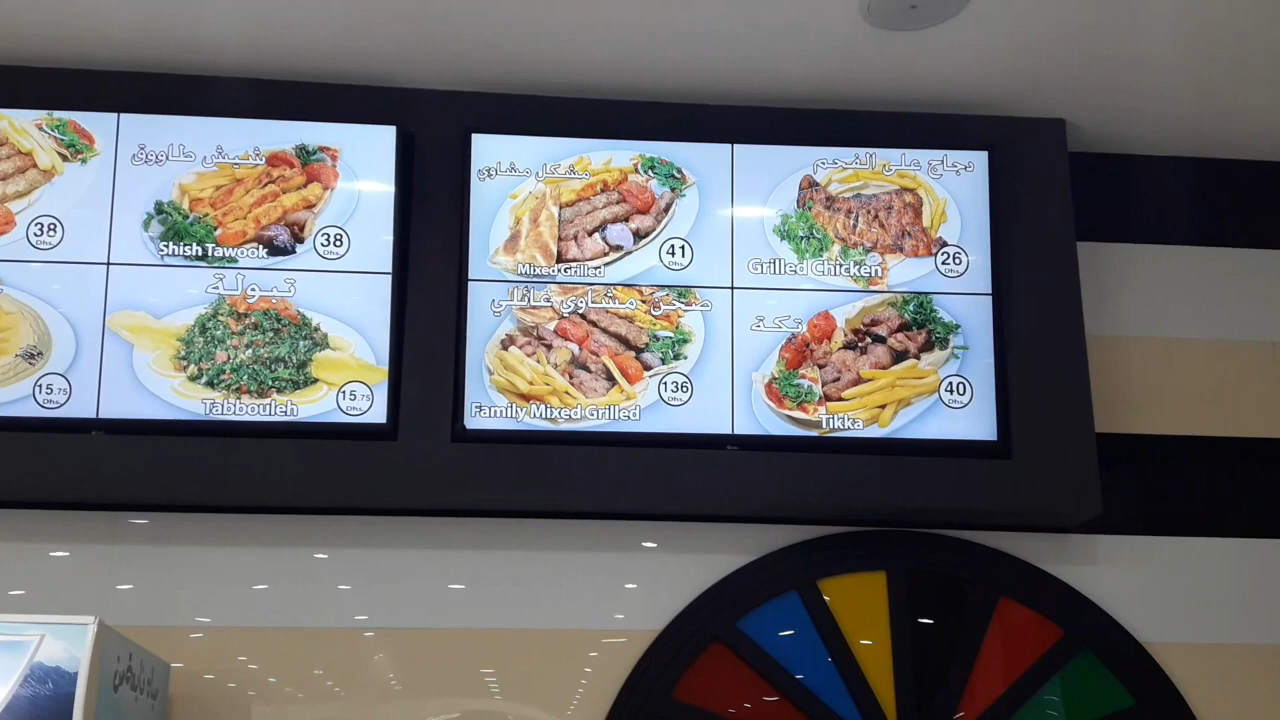 38
Dhs.
شيش طاووق
Shish Tawook
38
Dhs.
15.75
Dhs.
تبولة
Tabbouleh
15.75
Dhs.
مشكل مشاوي
Mixed Grilled
41
Dhs.
دجاج على الفحم
Grilled Chicken
26
Dhs.
صحن مشاوي عائلي
Family Mixed Grilled
136
Dhs.
تكة
Tikka
40
Dhs.